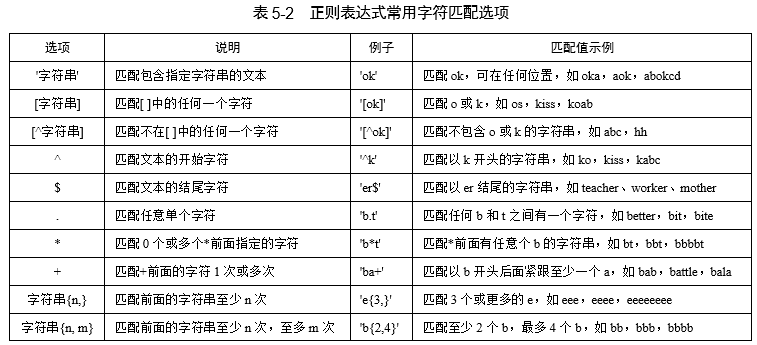 表 5-2 正则表达式常用字符匹配选项
选项 说明 例子 匹配值示例
'字符串' 匹配包含指定字符串的文本 'ok' 匹配 ok，可在任何位置，如 oka，aok，abokcd
[字符串] 匹配[ ]中的任何一个字符 '[ok]' 匹配 o 或 k，如 os，kiss，koab
[^字符串] 匹配不在[ ]中的任何一个字符 '[^ok]' 匹配不包含 o 或 k 的字符串，如 abc，hh
^ 匹配文本的开始字符 '^k' 匹配以 k 开头的字符串，如 ko，kiss，kabc
$ 匹配文本的结尾字符 'er$' 匹配以 er 结尾的字符串，如 teacher、worker、mother
. 匹配任意单个字符 'b.t' 匹配任何 b 和 t 之间有一个字符，如 better，bit，bite
* 匹配 0 个或多个*前面指定的字符 'b*t' 匹配*前面有任意个 b 的字符串，如 bt，bbt，bbbbt
+ 匹配+前面的字符 1 次或多次 'ba+' 匹配以 b 开头后面紧跟至少一个 a，如 bab，battle，bala
字符串{n,} 匹配前面的字符串至少 n 次 'e{3,}' 匹配 3 个或更多的 e，如 eee，eeee，eeeeeeee
字符串{n, m} 匹配前面的字符串至少 n 次，至多 m 次 'b{2,4}' 匹配至少 2 个 b，最多 4 个 b，如 bb，bbb，bbbb